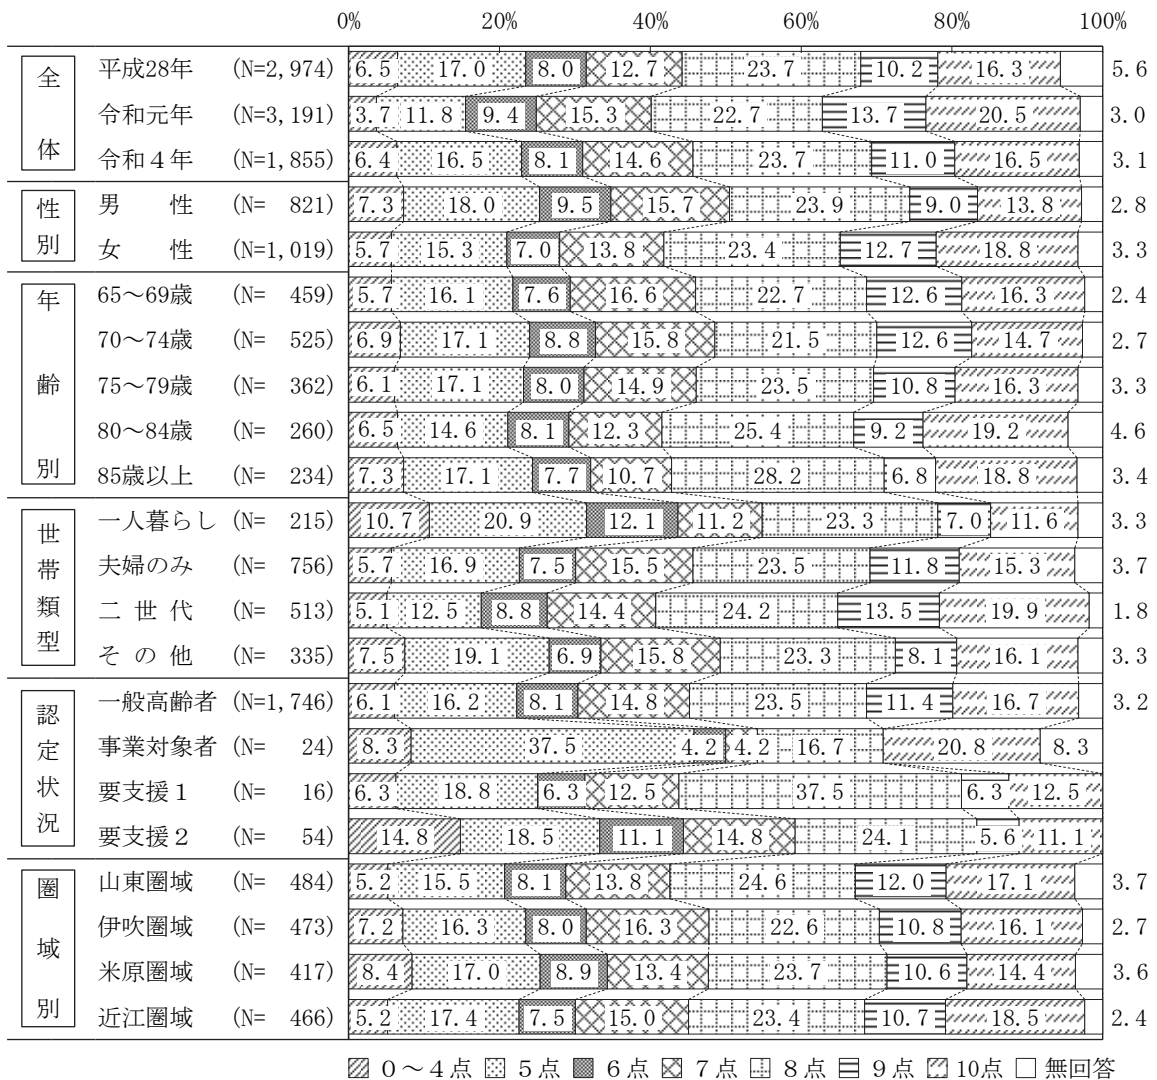 0% 20% 40% 60% 80% 100%
全体
平成28年 (N=2,974) 6.5 17.0 8.0 12.7 23.7 10.2 16.3 5.6
令和元年 (N=3,191) 3.7 11.8 9.4 15.3 22.7 13.7 20.5 3.0
令和４年 (N=1,855) 6.4 16.5 8.1 14.6 23.7 11.0 16.5 3.1
性別
男性 (N= 821) 7.3 18.0 9.5 15.7 23.9 9.0 13.8 2.8
女性 (N=1,019) 5.7 15.3 7.0 13.8 23.4 12.7 18.8 3.3
年齢別
65～69歳 (N= 459) 5.7 16.1 7.6 16.6 22.7 12.6 16.3 2.4
70～74歳 (N= 525) 6.9 17.1 8.8 15.8 21.5 12.6 14.7 2.7
75～79歳 (N= 362) 6.1 17.1 8.0 14.9 23.5 10.8 16.3 3.3
80～84歳 (N= 260) 6.5 14.6 8.1 12.3 25.4 9.2 19.2 4.6
85歳以上 (N= 234) 7.3 17.1 7.7 10.7 28.2 6.8 18.8 3.4
世帯類型
一人暮らし (N= 215) 10.7 20.9 12.1 11.2 23.3 7.0 11.6 3.3
夫婦のみ (N= 756) 5.7 16.9 7.5 15.5 23.5 11.8 15.3 3.7
二世代 (N= 513) 5.1 12.5 8.8 14.4 24.2 13.5 19.9 1.8
その他 (N= 335) 7.5 19.1 6.9 15.8 23.3 8.1 16.1 3.3
認定状況
一般高齢者 (N=1,746) 6.1 16.2 8.1 14.8 23.5 11.4 16.7 3.2
事業対象者 (N= 24) 8.3 37.5 4.2 4.2 16.7 20.8 8.3
要支援１ (N= 16) 6.3 18.8 6.3 12.5 37.5 6.3 12.5
要支援２ (N= 54) 14.8 18.5 11.1 14.8 24.1 5.6 11.1
圏域別
山東圏域 (N= 484) 5.2 15.5 8.1 13.8 24.6 12.0 17.1 3.7
伊吹圏域 (N= 473) 7.2 16.3 8.0 16.3 22.6 10.8 16.1 2.7
米原圏域 (N= 417) 8.4 17.0 8.9 13.4 23.7 10.6 14.4 3.6
近江圏域 (N= 466) 5.2 17.4 7.5 15.0 23.4 10.7 18.5 2.4
０～４点 ５点 ６点 ７点 ８点 ９点 10点 無回答